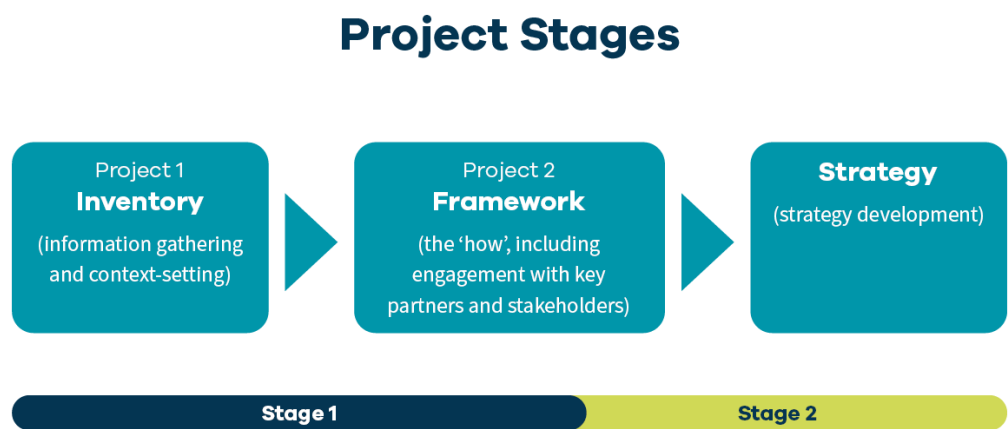 Project Stages
Project 1
Inventory
(information gathering
and context-setting)
Project 2
Framework
(the ‘how’, including
engagement with key
partners and stakeholders)
Strategy
(strategy development)
Stage 1
Stage 2